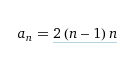 aₙ = 2 (n − 1) n